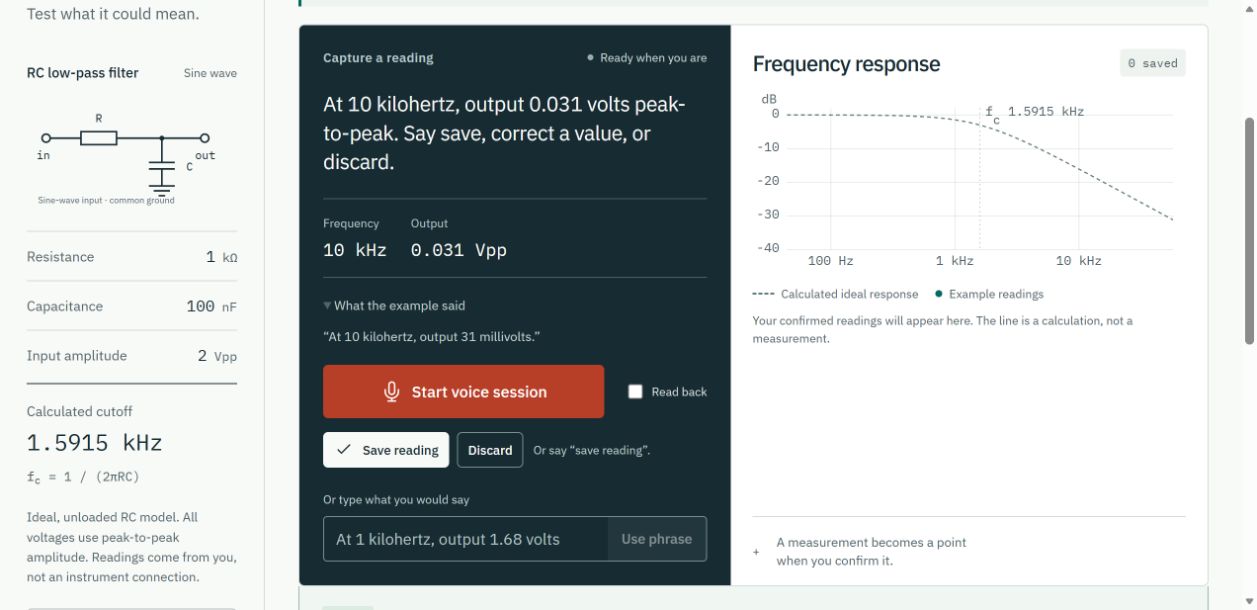 Test what it could mean.
RC low-pass filter
Sine wave
R
in
out
C
Sine-wave input · common ground
Resistance
1 kΩ
Capacitance
100 nF
Input amplitude
2 Vpp
Calculated cutoff
1.5915 kHz
fc = 1 / (2πRC)
Ideal, unloaded RC model. All
voltages use peak-to-peak
amplitude. Readings come from you,
not an instrument connection.
Capture a reading
Ready when you are
At 10 kilohertz, output 0.031 volts peak-
to-peak. Say save, correct a value, or
discard.
Frequency
Output
10 kHz
0.031 Vpp
What the example said
“At 10 kilohertz, output 31 millivolts.”
Start voice session
Read back
Save reading
Discard
Or say “save reading”.
Or type what you would say
At 1 kilohertz, output 1.68 volts
Use phrase
Frequency response
0 saved
dB
0
fc 1.5915 kHz
-10
-20
-30
-40
100 Hz
1 kHz
10 kHz
Calculated ideal response
Example readings
Your confirmed readings will appear here. The line is a calculation, not a
measurement.
+
A measurement becomes a point
when you confirm it.